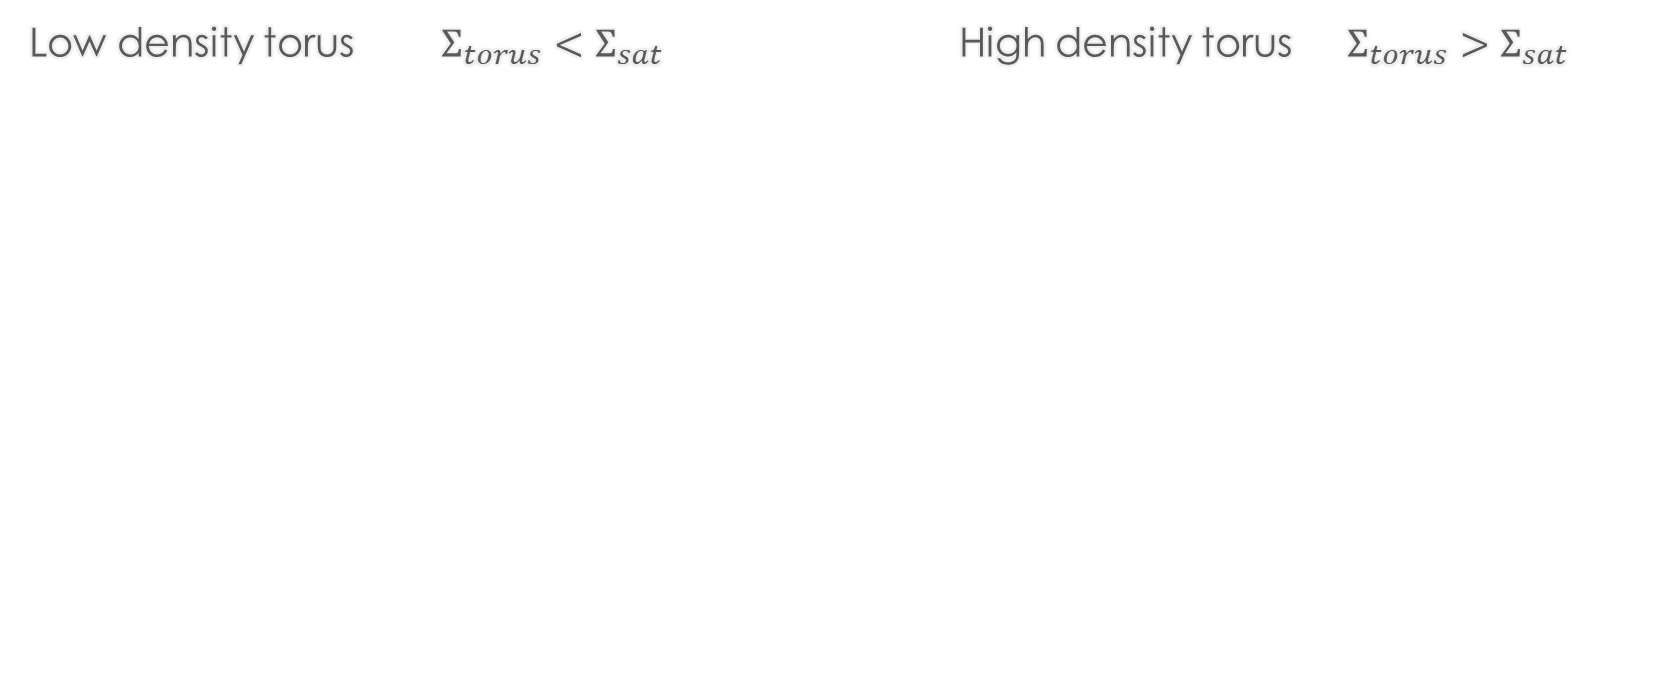 Low density torus Σ_torus < Σ_sat
High density torus Σ_torus > Σ_sat